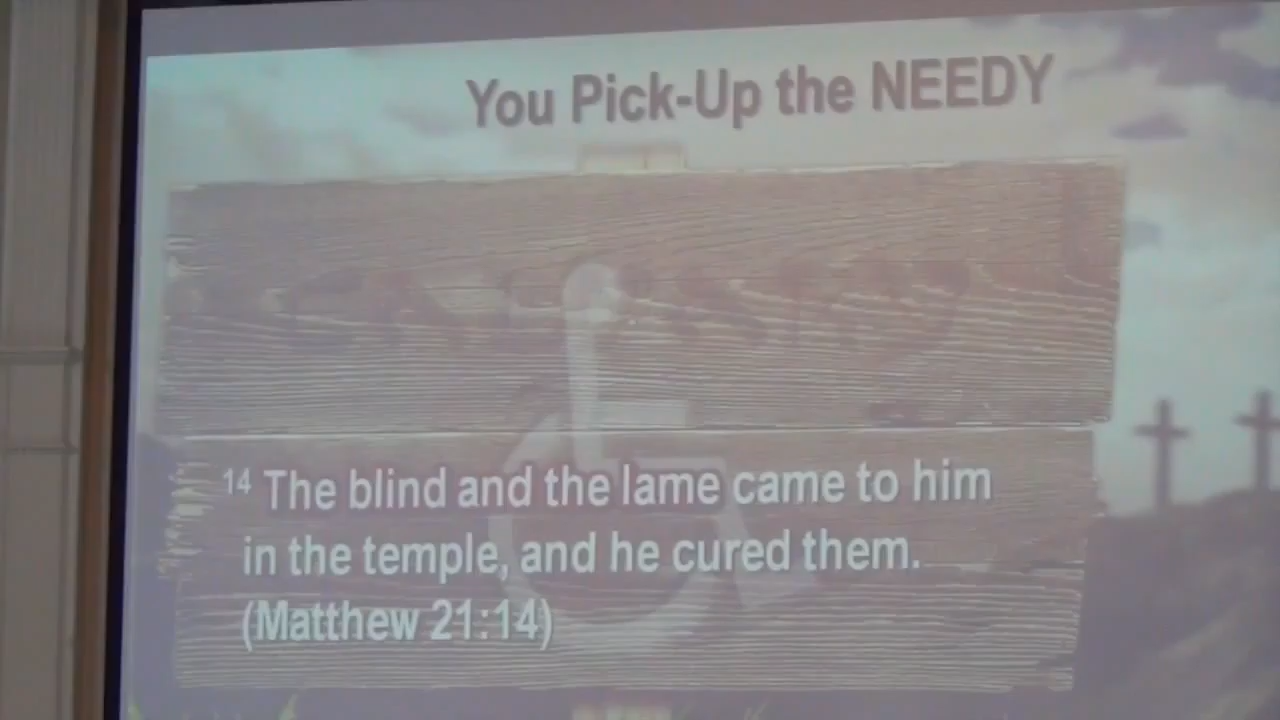 You Pick-Up the NEEDY
14 The blind and the lame came to him
in the temple, and he cured them.
(Matthew 21:14)